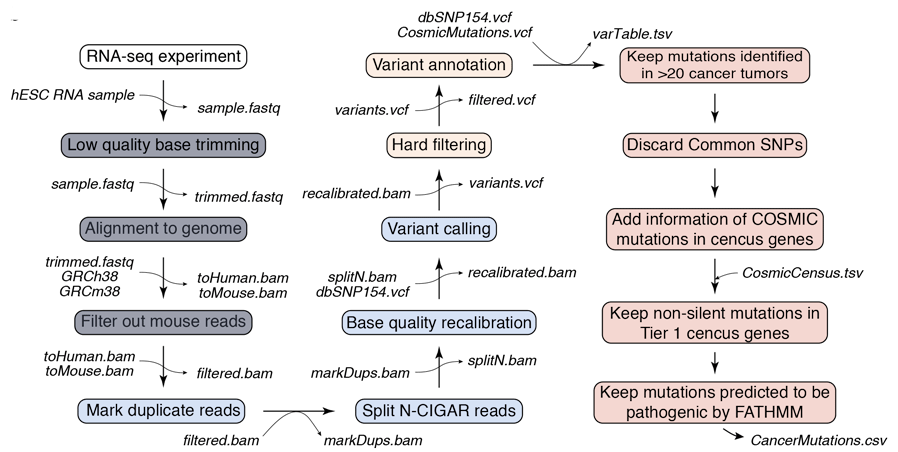 RNA-seq experiment
hESC RNA sample
sample.fastq
Low quality base trimming
sample.fastq
trimmed.fastq
Alignment to genome
trimmed.fastq
GRCh38
GRCm38
toHuman.bam
toMouse.bam
Filter out mouse reads
toHuman.bam
toMouse.bam
filtered.bam
Mark duplicate reads
filtered.bam
markDups.bam
Split N-CIGAR reads
markDups.bam
splitN.bam
Base quality recalibration
splitN.bam
dbSNP154.vcf
recalibrated.bam
Variant calling
recalibrated.bam
variants.vcf
Hard filtering
variants.vcf
filtered.vcf
Variant annotation
dbSNP154.vcf
CosmicMutations.vcf
varTable.tsv
Keep mutations identified
in >20 cancer tumors
Discard Common SNPs
Add information of COSMIC
mutations in cencus genes
CosmicCensus.tsv
Keep non-silent mutations in
Tier 1 cencus genes
Keep mutations predicted to be
pathogenic by FATHMM
CancerMutations.csv